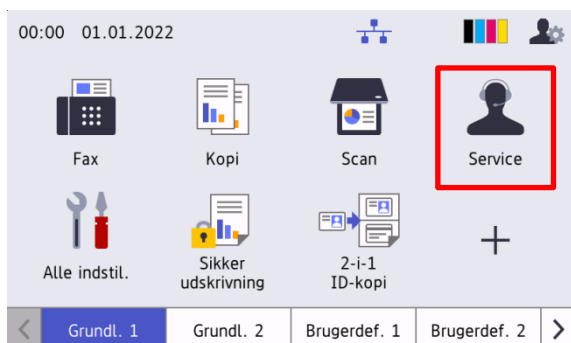 00:00 01.01.2022
Fax Kopi Scan Service
Alle indstil. Sikker udskrivning 2-i-1 ID-kopi
Grundl. 1 Grundl. 2 Brugerdef. 1 Brugerdef. 2